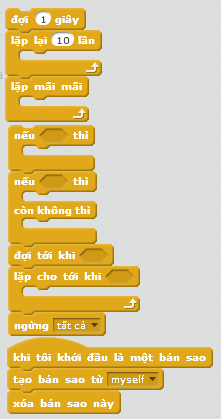 đợi 1 giây
lặp lại 10 lần
lặp mãi mãi
nếu thì
nếu thì
còn không thì
đợi tới khi
lặp cho tới khi
ngừng tất cả
khi tôi khởi đầu là một bản sao
tạo bản sao từ myself
xóa bản sao này